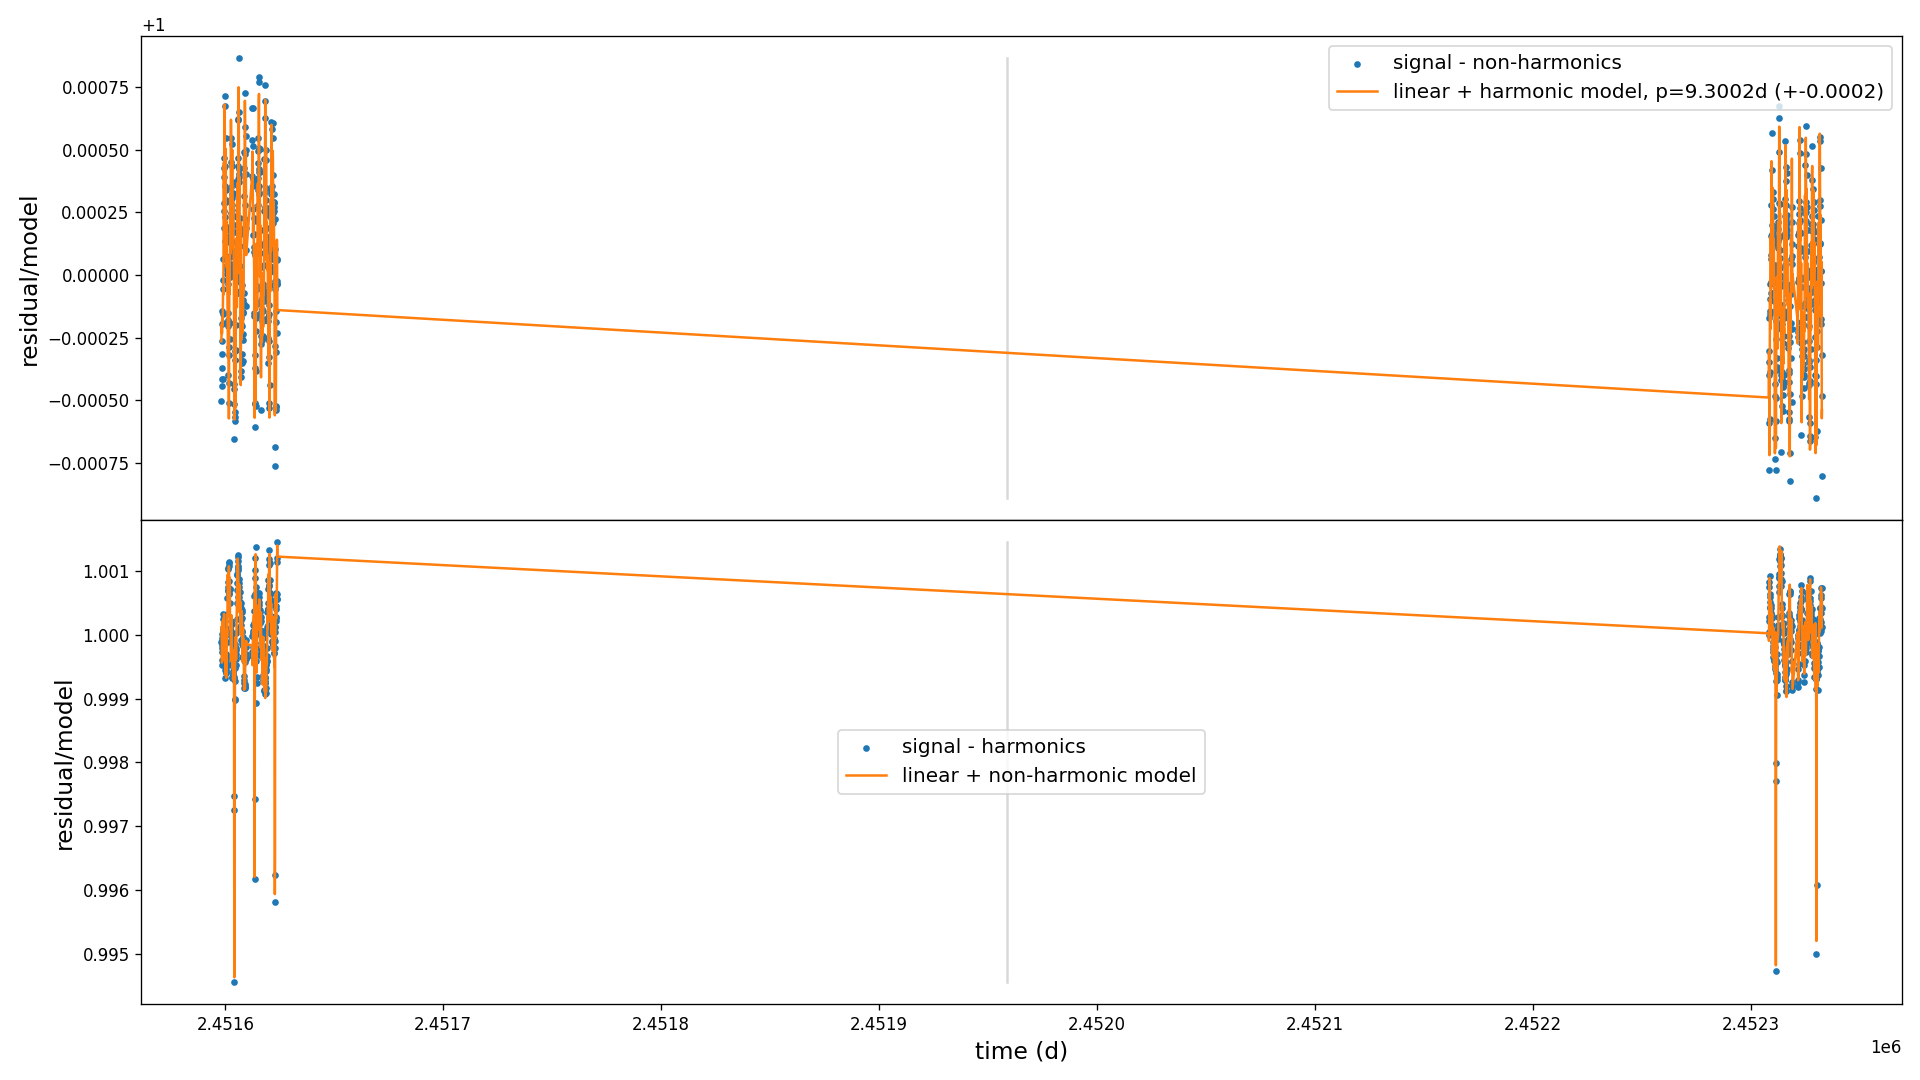 +1
signal - non-harmonics
linear + harmonic model, p=9.3002d (+-0.0002)
0.00075
0.00050
0.00025
0.00000
−0.00025
−0.00050
−0.00075
residual/model
1.001
1.000
0.999
0.998
0.997
0.996
0.995
residual/model
signal - harmonics
linear + non-harmonic model
2.4516
2.4517
2.4518
2.4519
2.4520
2.4521
2.4522
2.4523
1e6
time (d)